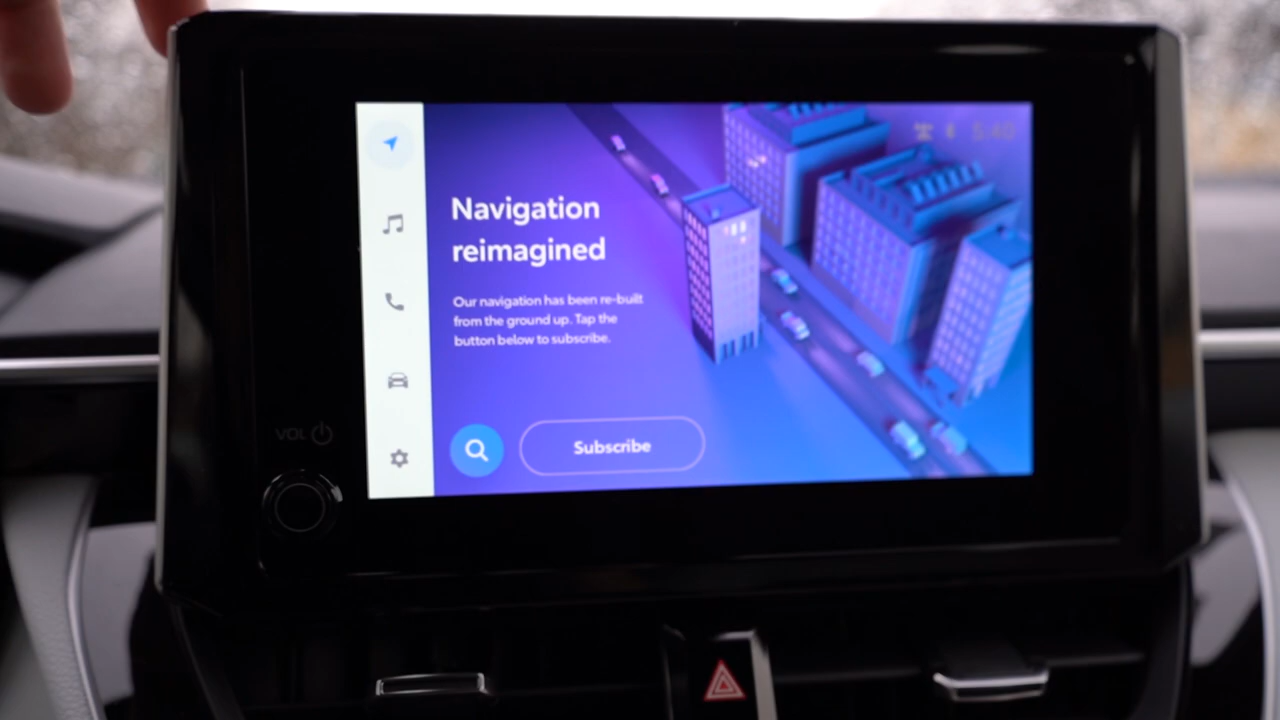 5:40
Navigation
reimagined
Our navigation has been re-built
from the ground up. Tap the
button below to subscribe.
Subscribe
VOL